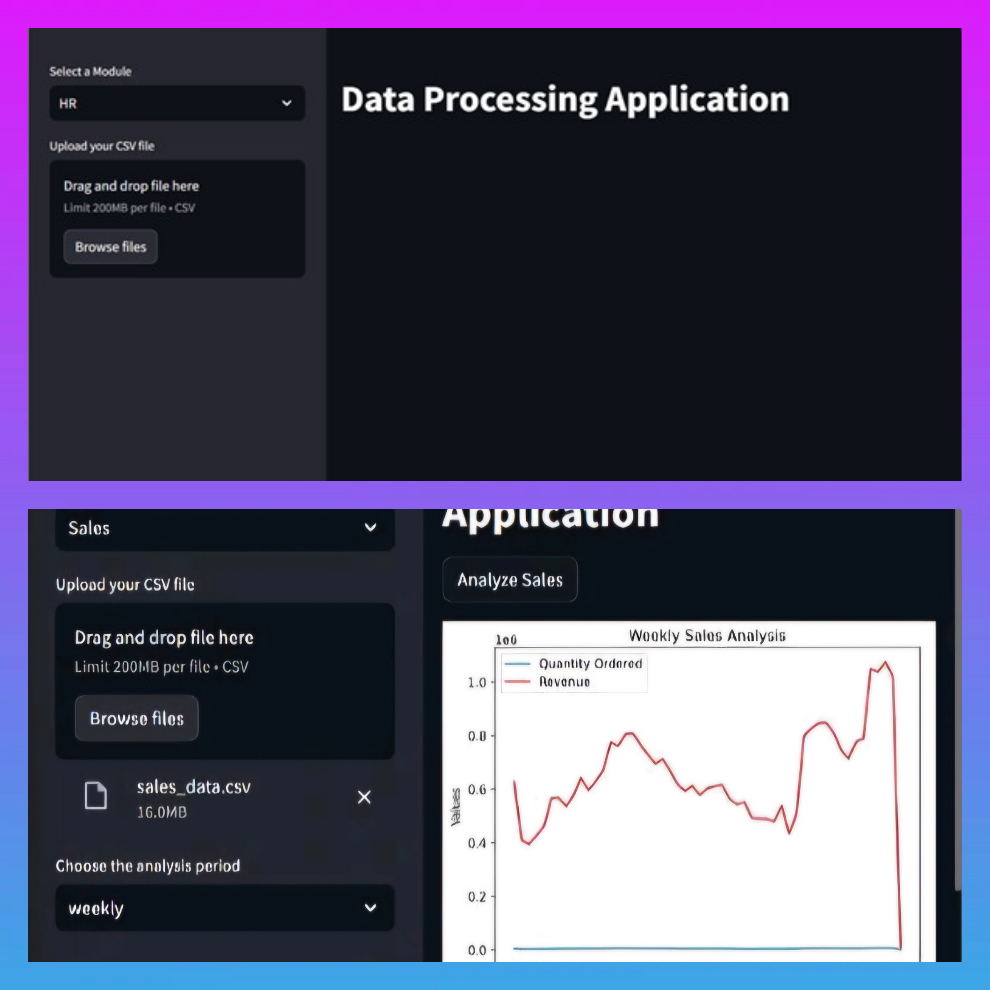 Select a Module
HR
Upload your CSV file
Drag and drop file here
Limit 200MB per file • CSV
Browse files
Data Processing Application
Sales
Upload your CSV file
Drag and drop file here
Limit 200MB per file • CSV
Browse files
sales_data.csv
16.0MB
Choose the analysis period
weekly
Application
Analyze Sales
Weekly Sales Analysis
1e6
Quantity Ordered
Revenue
1.0
0.8
0.6
0.4
0.2
0.0
Values